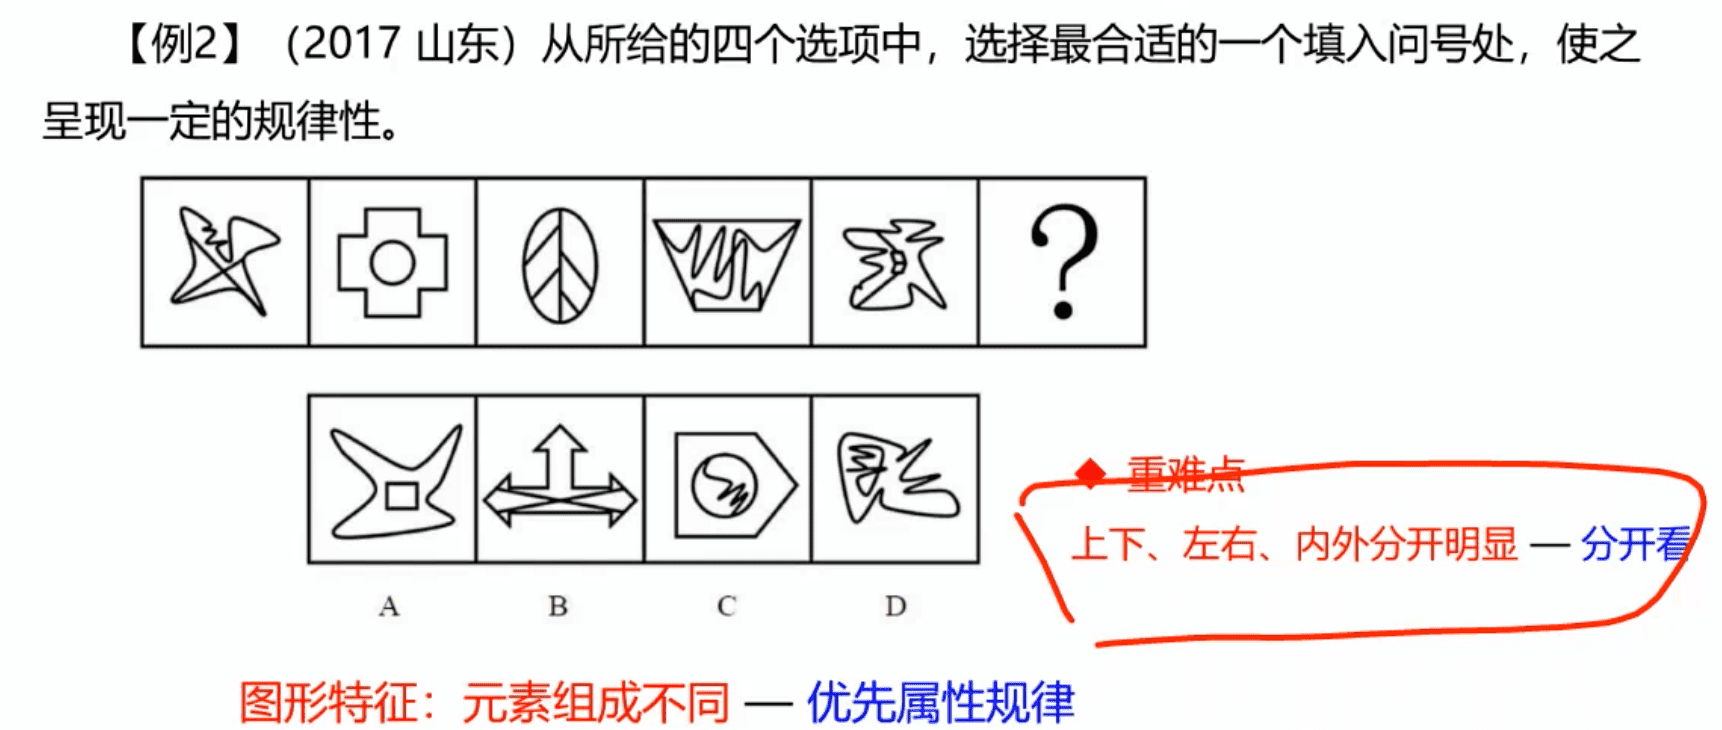 【例2】（2017 山东）从所给的四个选项中，选择最合适的一个填入问号处，使之
呈现一定的规律性。
?
A B C D
◆ 重难点
上下、左右、内外分开明显 — 分开看
图形特征：元素组成不同 — 优先属性规律